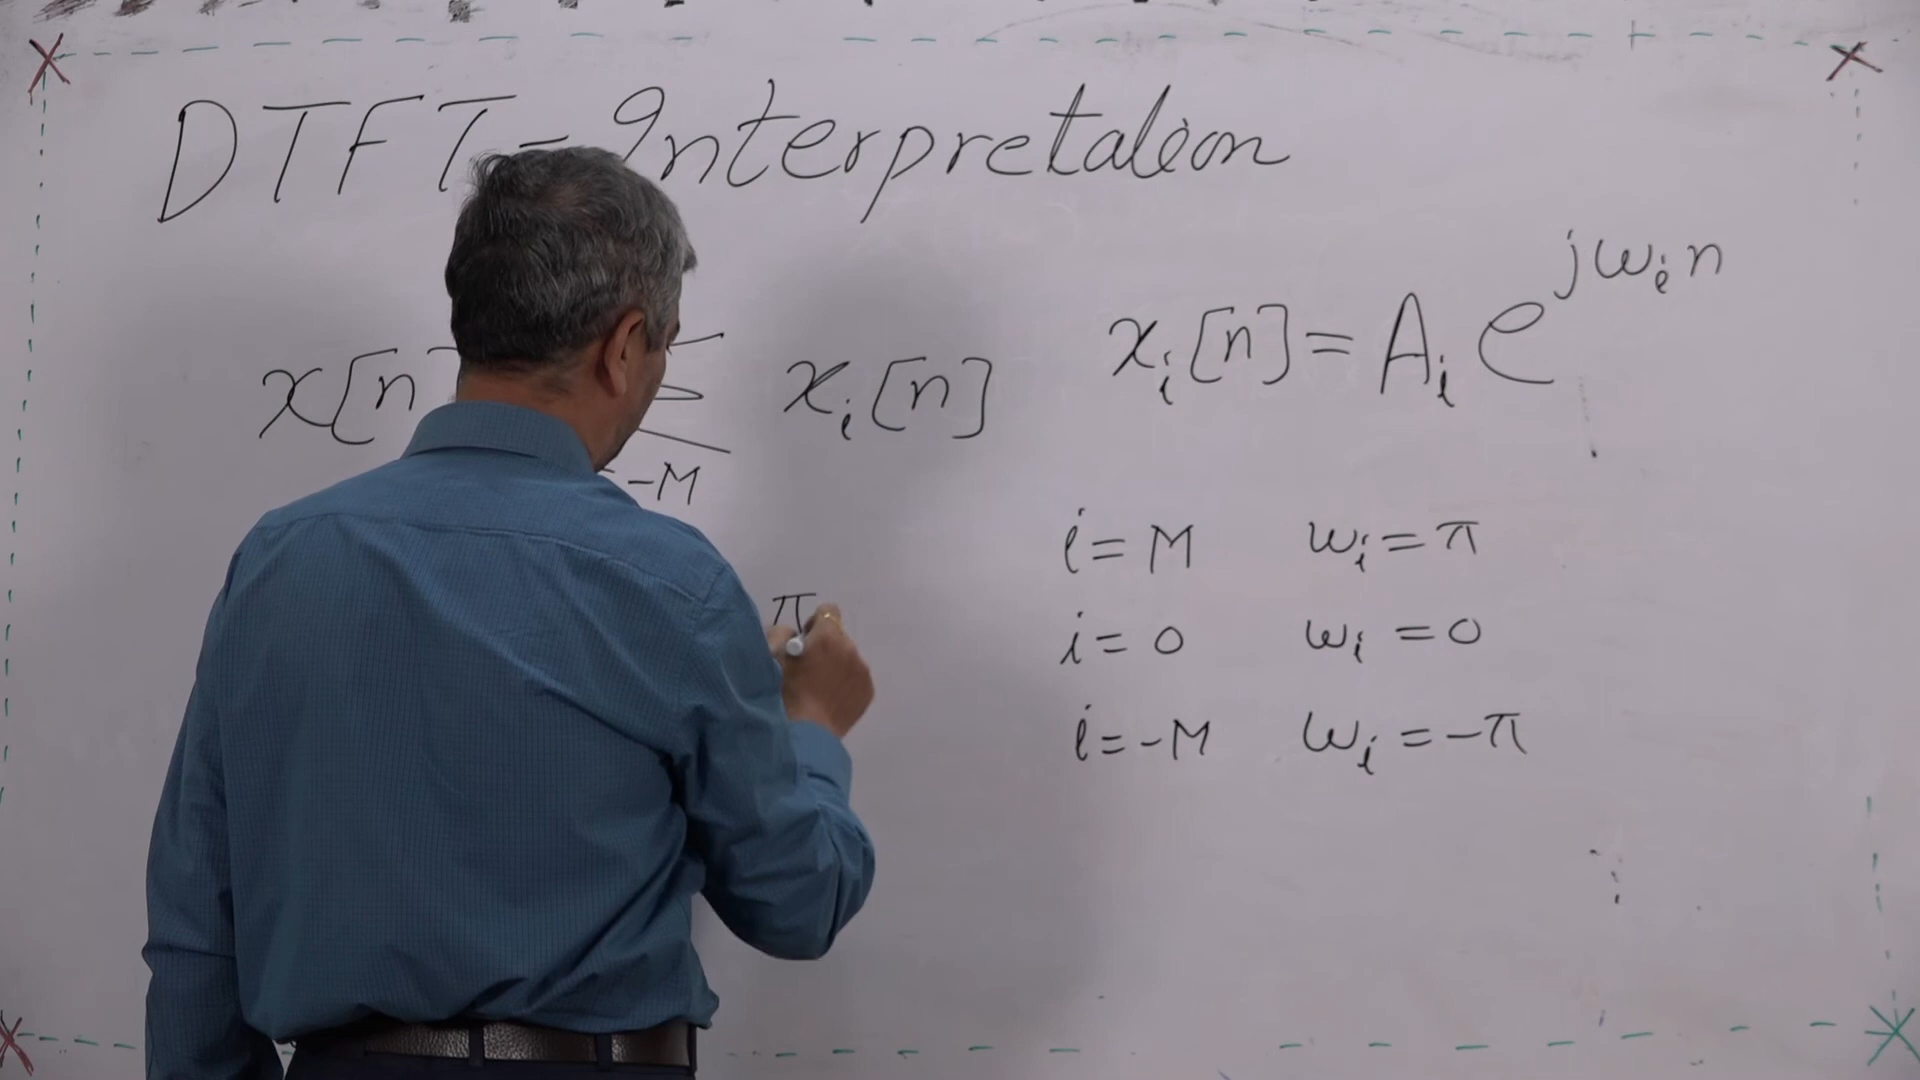 DTFT - Interpretation
x_i[n] = A_i e^{jω_i n}
x[n Σ x_i[n]
-M
i = M ω_i = π
π
i = 0 ω_i = 0
i = -M ω_i = -π